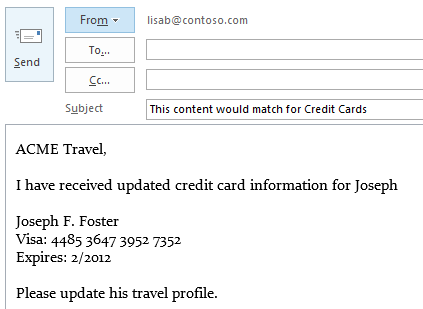 From ▾ lisab@contoso.com
Send
To...
Cc...
Subject This content would match for Credit Cards
ACME Travel,
I have received updated credit card information for Joseph
Joseph F. Foster
Visa: 4485 3647 3952 7352
Expires: 2/2012
Please update his travel profile.